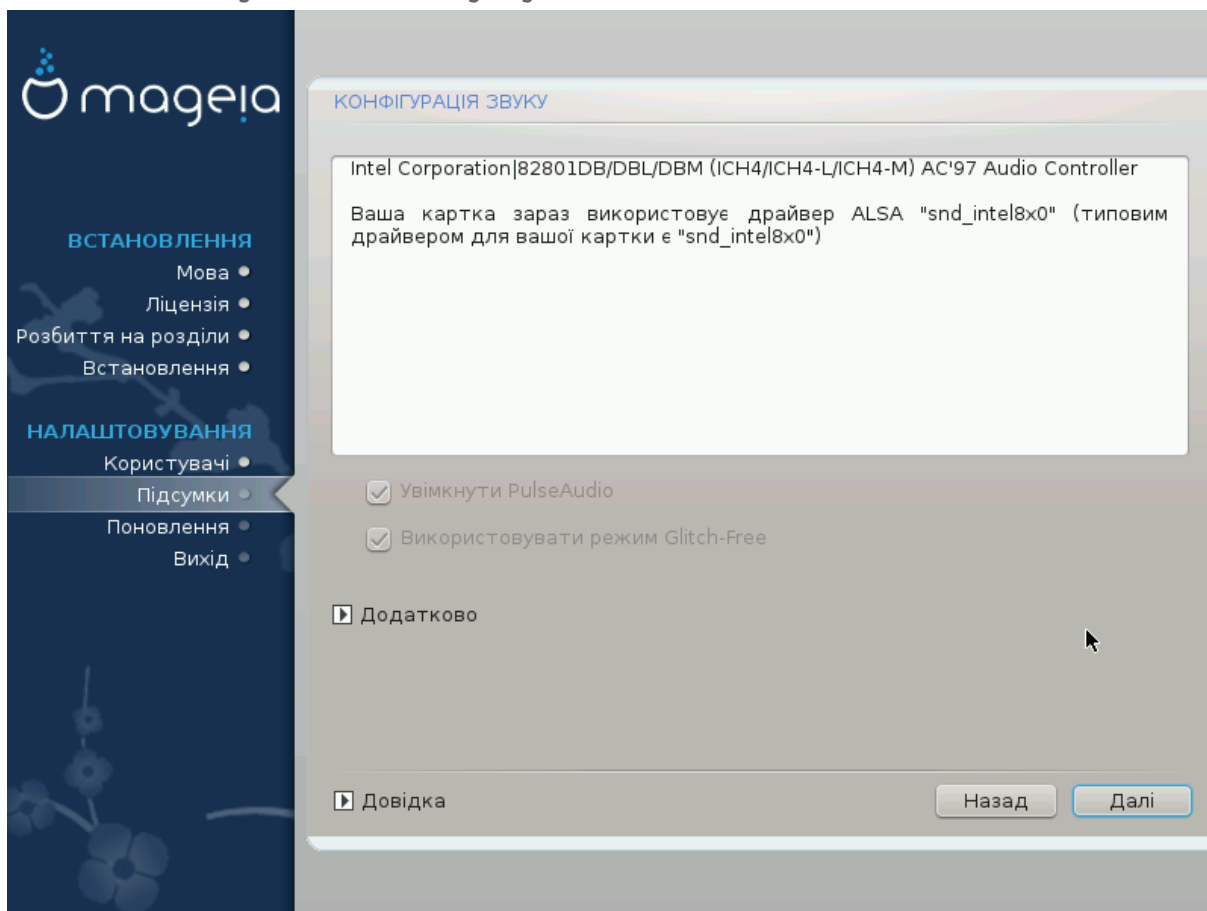 mageia
КОНФІГУРАЦІЯ ЗВУКУ
Intel Corporation|82801DB/DBL/DBM (ICH4/ICH4-L/ICH4-M) AC'97 Audio Controller
Ваша картка зараз використовує драйвер ALSA "snd_intel8x0" (типовим
драйвером для вашої картки є "snd_intel8x0")
ВСТАНОВЛЕННЯ
Мова
Ліцензія
Розбиття на розділи
Встановлення
НАЛАШТОВУВАННЯ
Користувачі
Підсумки
Поновлення
Вихід
Увімкнути PulseAudio
Використовувати режим Glitch-Free
Додатково
Довідка
Назад
Далі